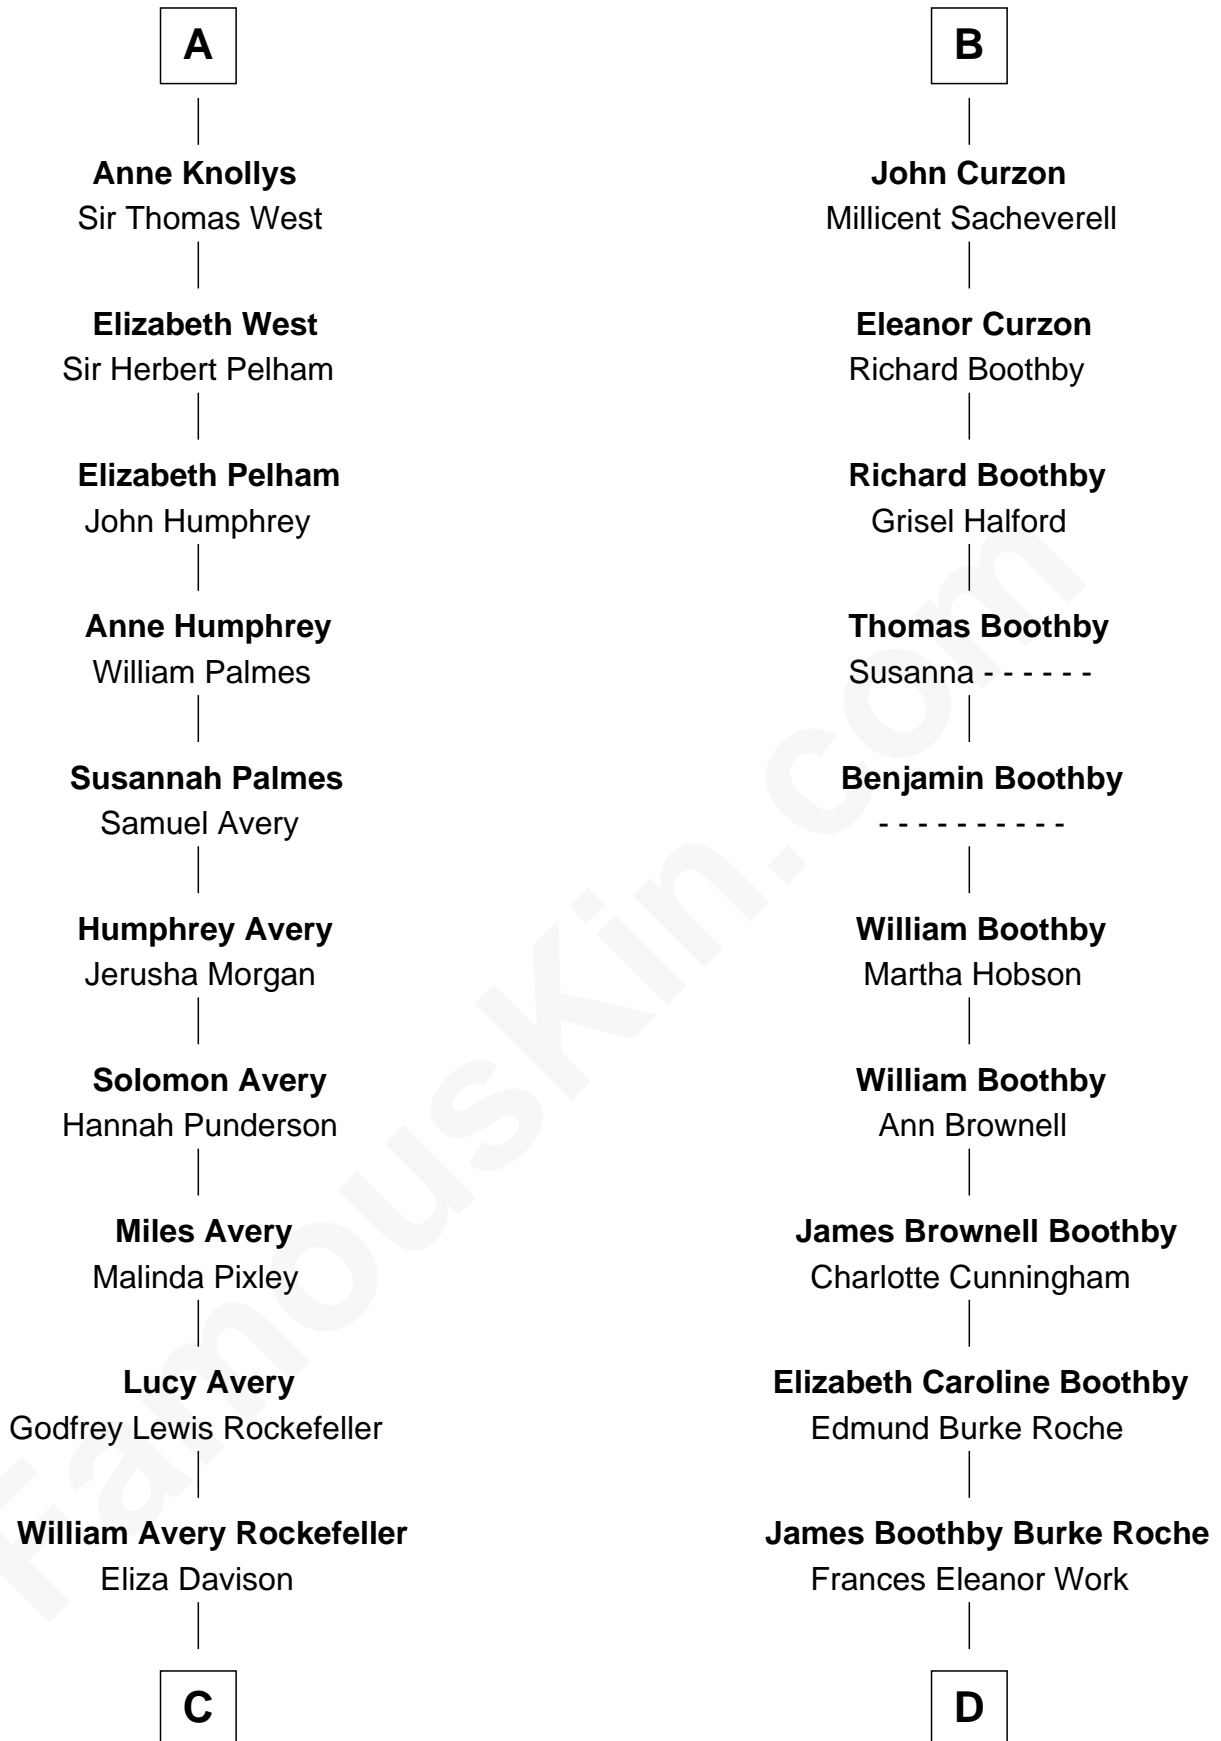 A
Anne Knollys
Sir Thomas West
Elizabeth West
Sir Herbert Pelham
Elizabeth Pelham
John Humphrey
Anne Humphrey
William Palmes
Susannah Palmes
Samuel Avery
Humphrey Avery
Jerusha Morgan
Solomon Avery
Hannah Punderson
Miles Avery
Malinda Pixley
Lucy Avery
Godfrey Lewis Rockefeller
William Avery Rockefeller
Eliza Davison
C
B
John Curzon
Millicent Sacheverell
Eleanor Curzon
Richard Boothby
Richard Boothby
Grisel Halford
Thomas Boothby
Susanna - - - - - -
Benjamin Boothby
- - - - - - - - - -
William Boothby
Martha Hobson
William Boothby
Ann Brownell
James Brownell Boothby
Charlotte Cunningham
Elizabeth Caroline Boothby
Edmund Burke Roche
James Boothby Burke Roche
Frances Eleanor Work
D
FamousKin.com